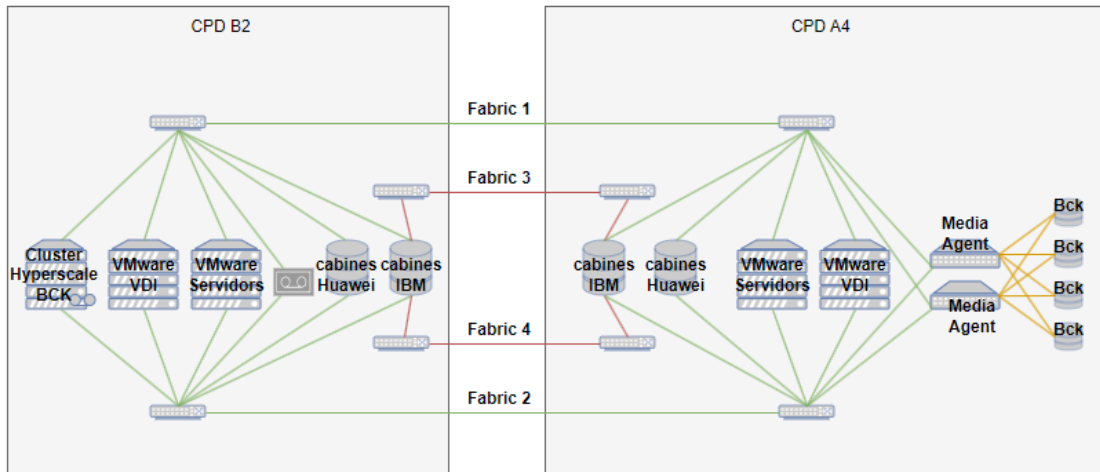 CPD B2
CPD A4
Fabric 1
Fabric 3
Cluster
Hyperscale
BCK
VMware
VDI
VMware
Servidors
cabines
Huawei
cabines
IBM
cabines
IBM
cabines
Huawei
VMware
Servidors
VMware
VDI
Media
Agent
Media
Agent
Bck
Bck
Bck
Bck
Fabric 4
Fabric 2